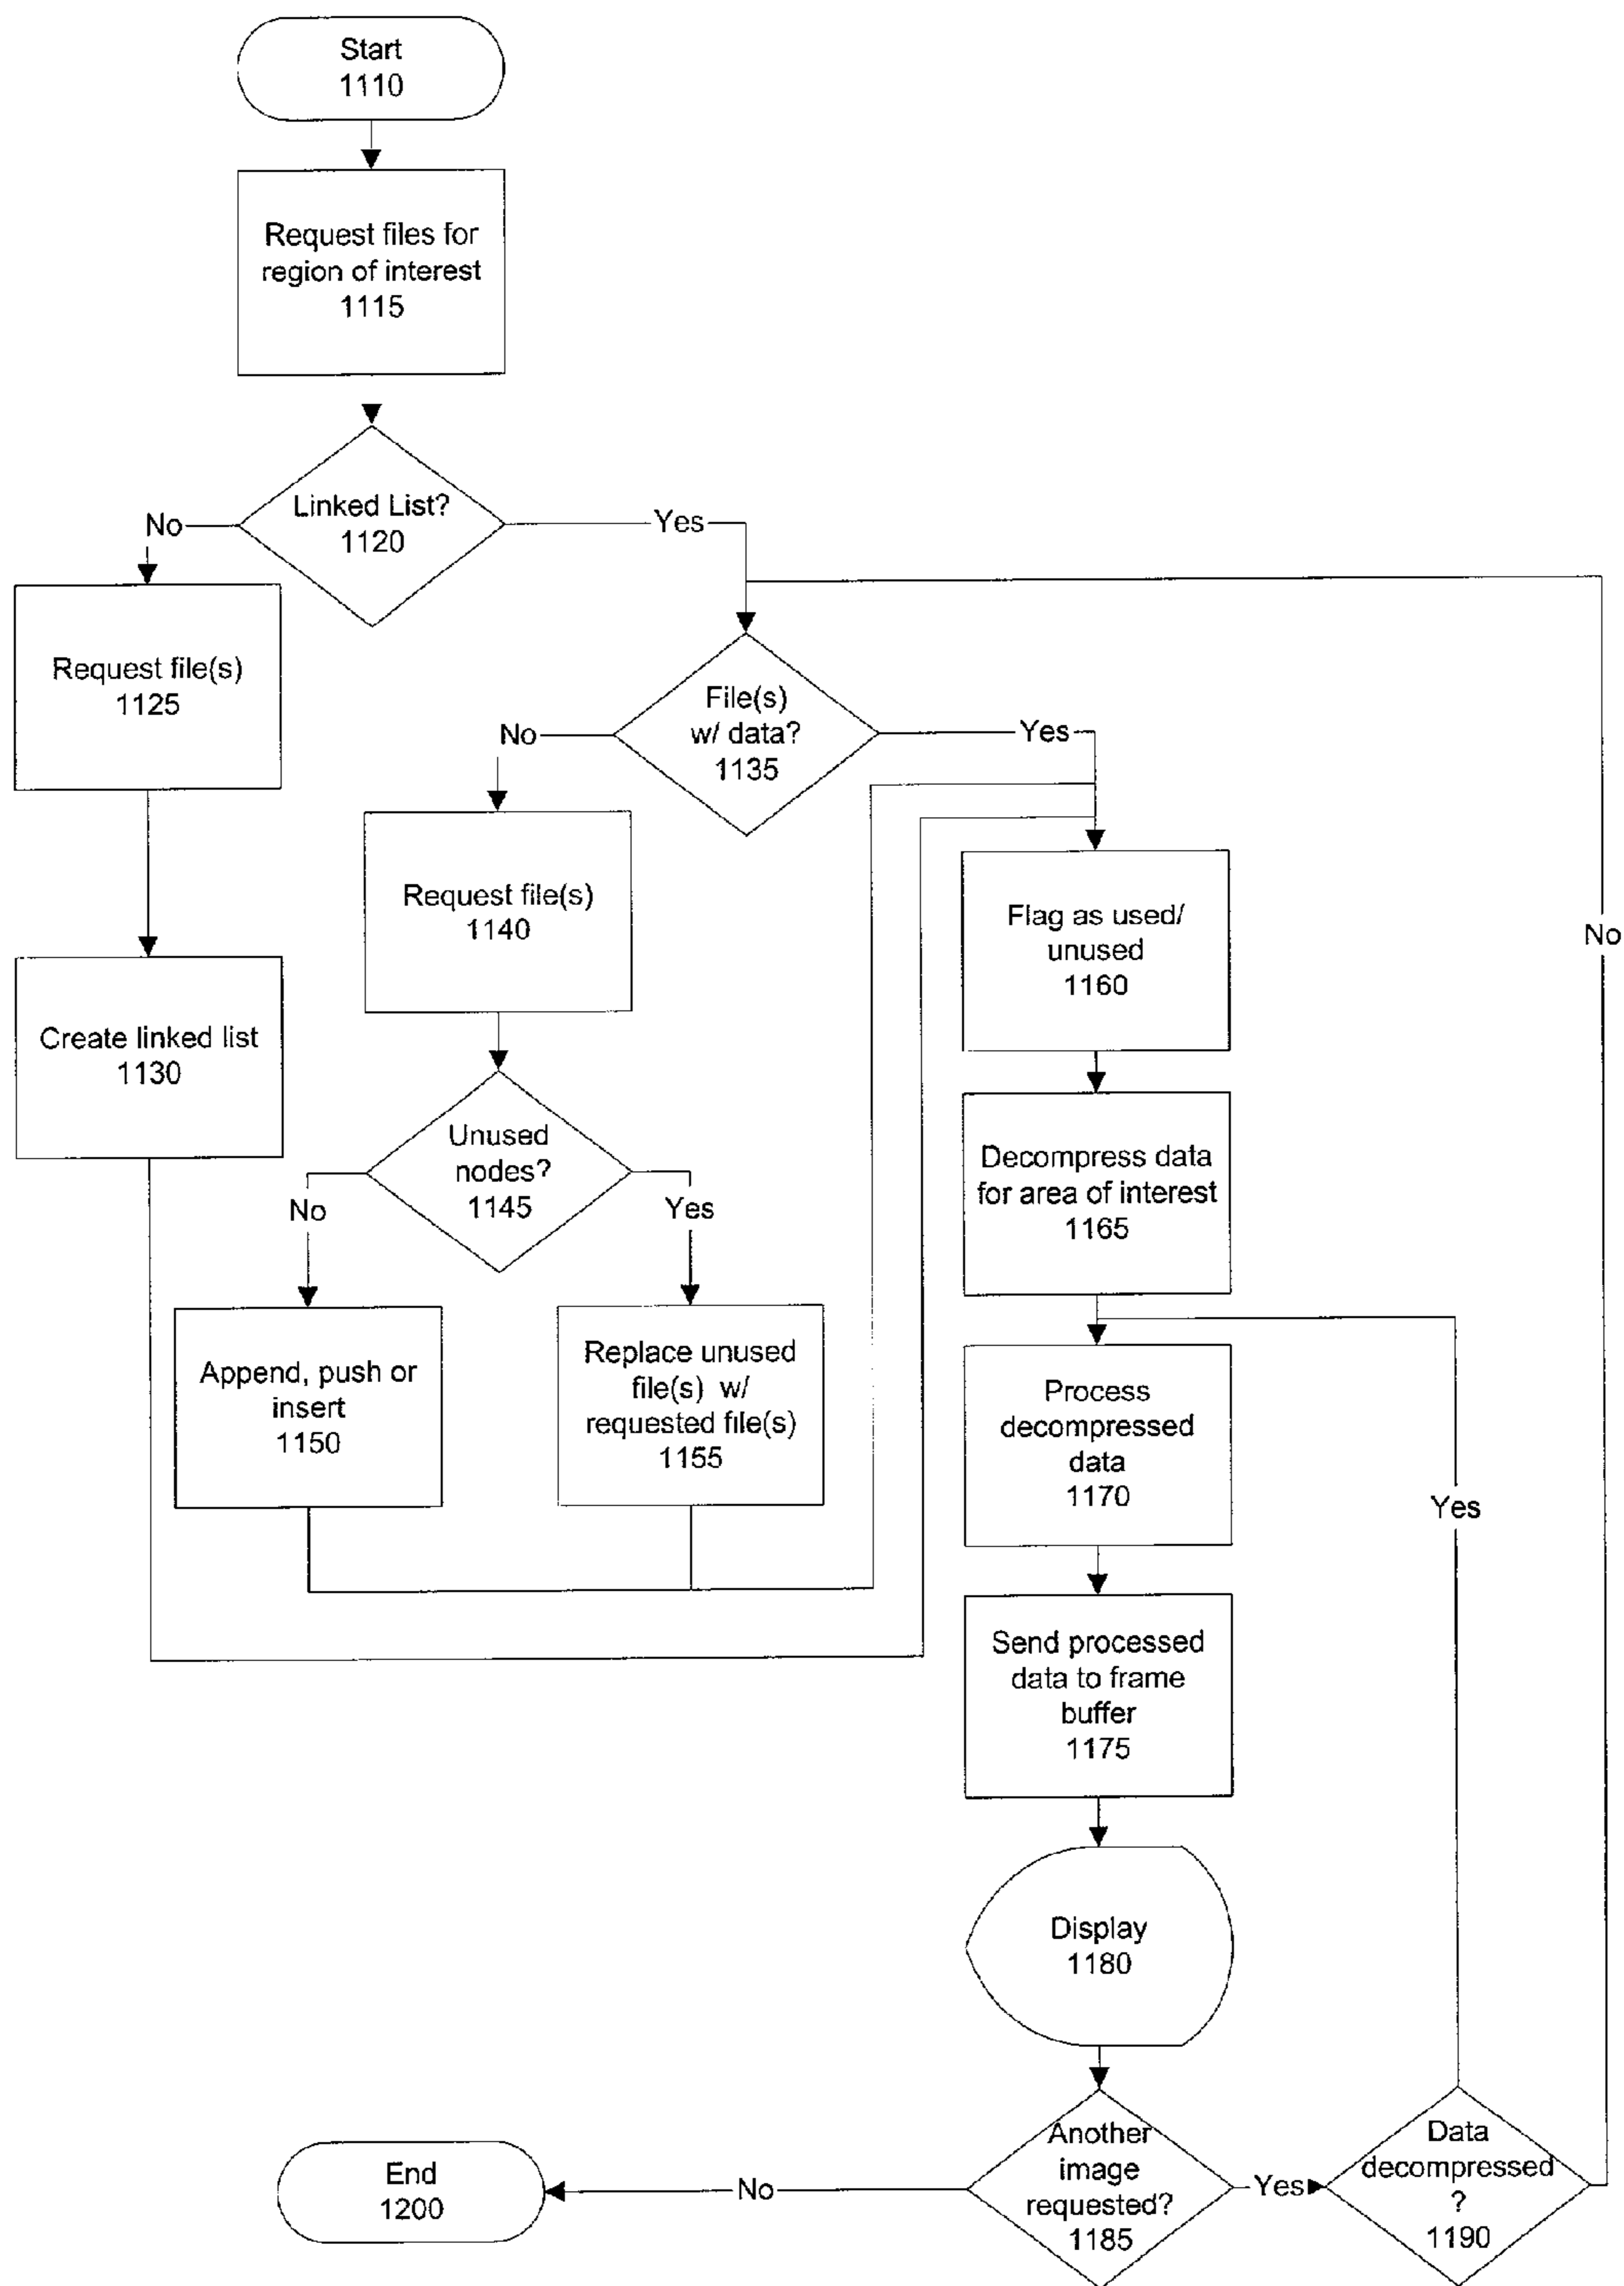 Start
1110
Request files for
region of interest
1115
Linked List?
1120
No
Yes
Request file(s)
1125
File(s)
w/ data?
1135
No
Yes
Request file(s)
1140
Flag as used/
unused
1160
No
Create linked list
1130
Unused
nodes?
1145
No
Yes
Decompress data
for area of interest
1165
Append, push or
insert
1150
Replace unused
file(s) w/
requested file(s)
1155
Process
decompressed
data
1170
Yes
Send processed
data to frame
buffer
1175
Display
1180
Another
image
requested?
1185
No
Yes
Data
decompressed
?
1190
End
1200